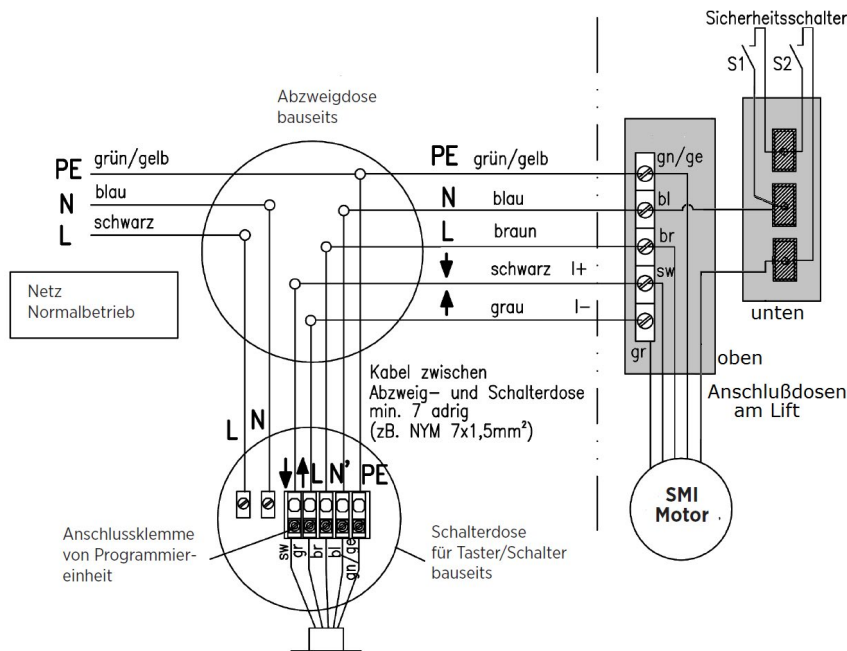 Sicherheitsschalter
S1
S2
Abzweigdose
bauseits
PE
grün/gelb
PE
grün/gelb
gn/ge
N
blau
N
blau
bl
L
schwarz
L
braun
br
schwarz
I+
sw
grau
I-
gr
Netz
Normalbetrieb
unten
oben
Anschlußdosen
am Lift
Kabel zwischen
Abzweig- und Schalterdose
min. 7 adrig
(zB. NYM 7x1,5mm²)
L
N
L
N'
PE
SMI
Motor
Anschlussklemme
von Programmier-
einheit
sw
gr
br
bl
gn/ge
Schalterdose
für Taster/Schalter
bauseits